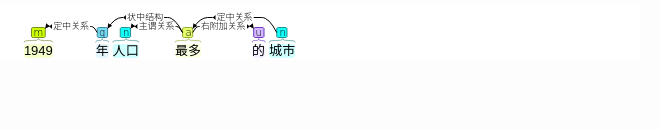 状中结构 定中关系
定中关系 主谓关系 右附加关系
m q n a u n
1949 年 人口 最多 的 城市